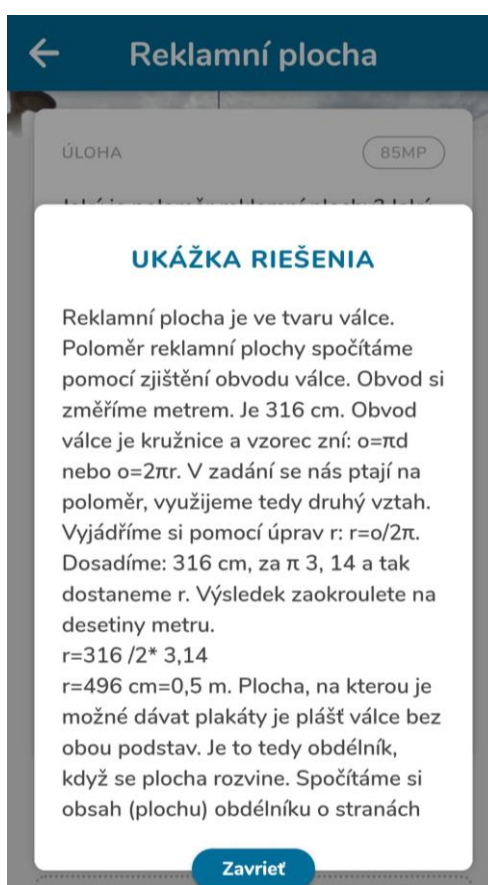 Reklamní plocha
ÚLOHA
85MP
UKÁŽKA RIEŠENIA
Reklamní plocha je ve tvaru válce.
Poloměr reklamní plochy spočítáme
pomocí zjištění obvodu válce. Obvod si
změříme metrem. Je 316 cm. Obvod
válce je kružnice a vzorec zní: o=πd
nebo o=2πr. V zadání se nás ptají na
poloměr, využijeme tedy druhý vztah.
Vyjádříme si pomocí úprav r: r=o/2π.
Dosadíme: 316 cm, za π 3, 14 a tak
dostaneme r. Výsledek zaokroulete na
desetiny metru.
r=316 /2* 3,14
r=496 cm=0,5 m. Plocha, na kterou je
možné dávat plakáty je plášť válce bez
obou podstav. Je to tedy obdélník,
když se plocha rozvine. Spočítáme si
obsah (plochu) obdélníku o stranách
Zavrieť